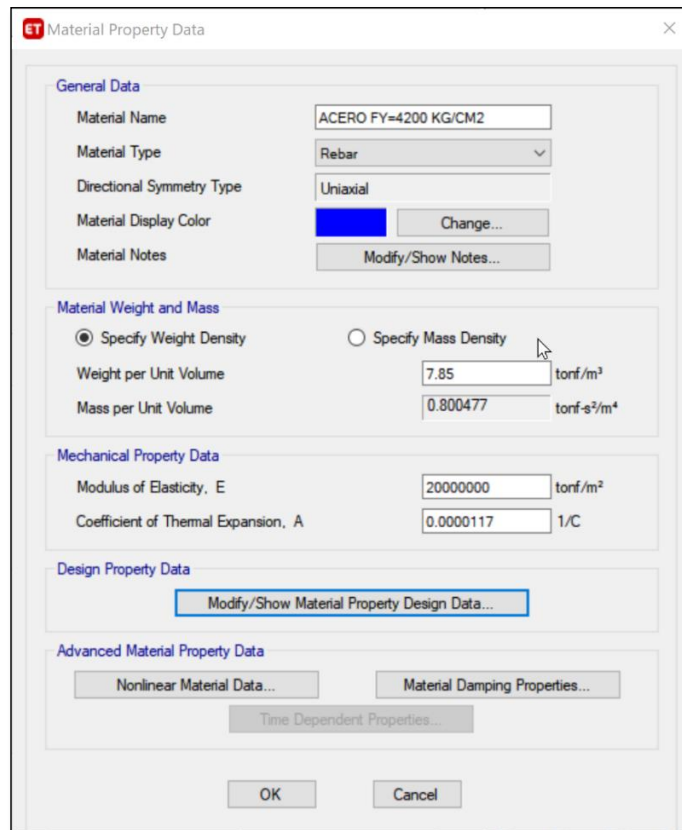 ET Material Property Data
General Data
Material Name ACERO FY=4200 KG/CM2
Material Type Rebar
Directional Symmetry Type Uniaxial
Material Display Color Change...
Material Notes Modify/Show Notes...
Material Weight and Mass
Specify Weight Density Specify Mass Density
Weight per Unit Volume 7.85 tonf/m³
Mass per Unit Volume 0.800477 tonf-s²/m⁴
Mechanical Property Data
Modulus of Elasticity, E 20000000 tonf/m²
Coefficient of Thermal Expansion, A 0.0000117 1/C
Design Property Data
Modify/Show Material Property Design Data...
Advanced Material Property Data
Nonlinear Material Data... Material Damping Properties...
Time Dependent Properties...
OK Cancel